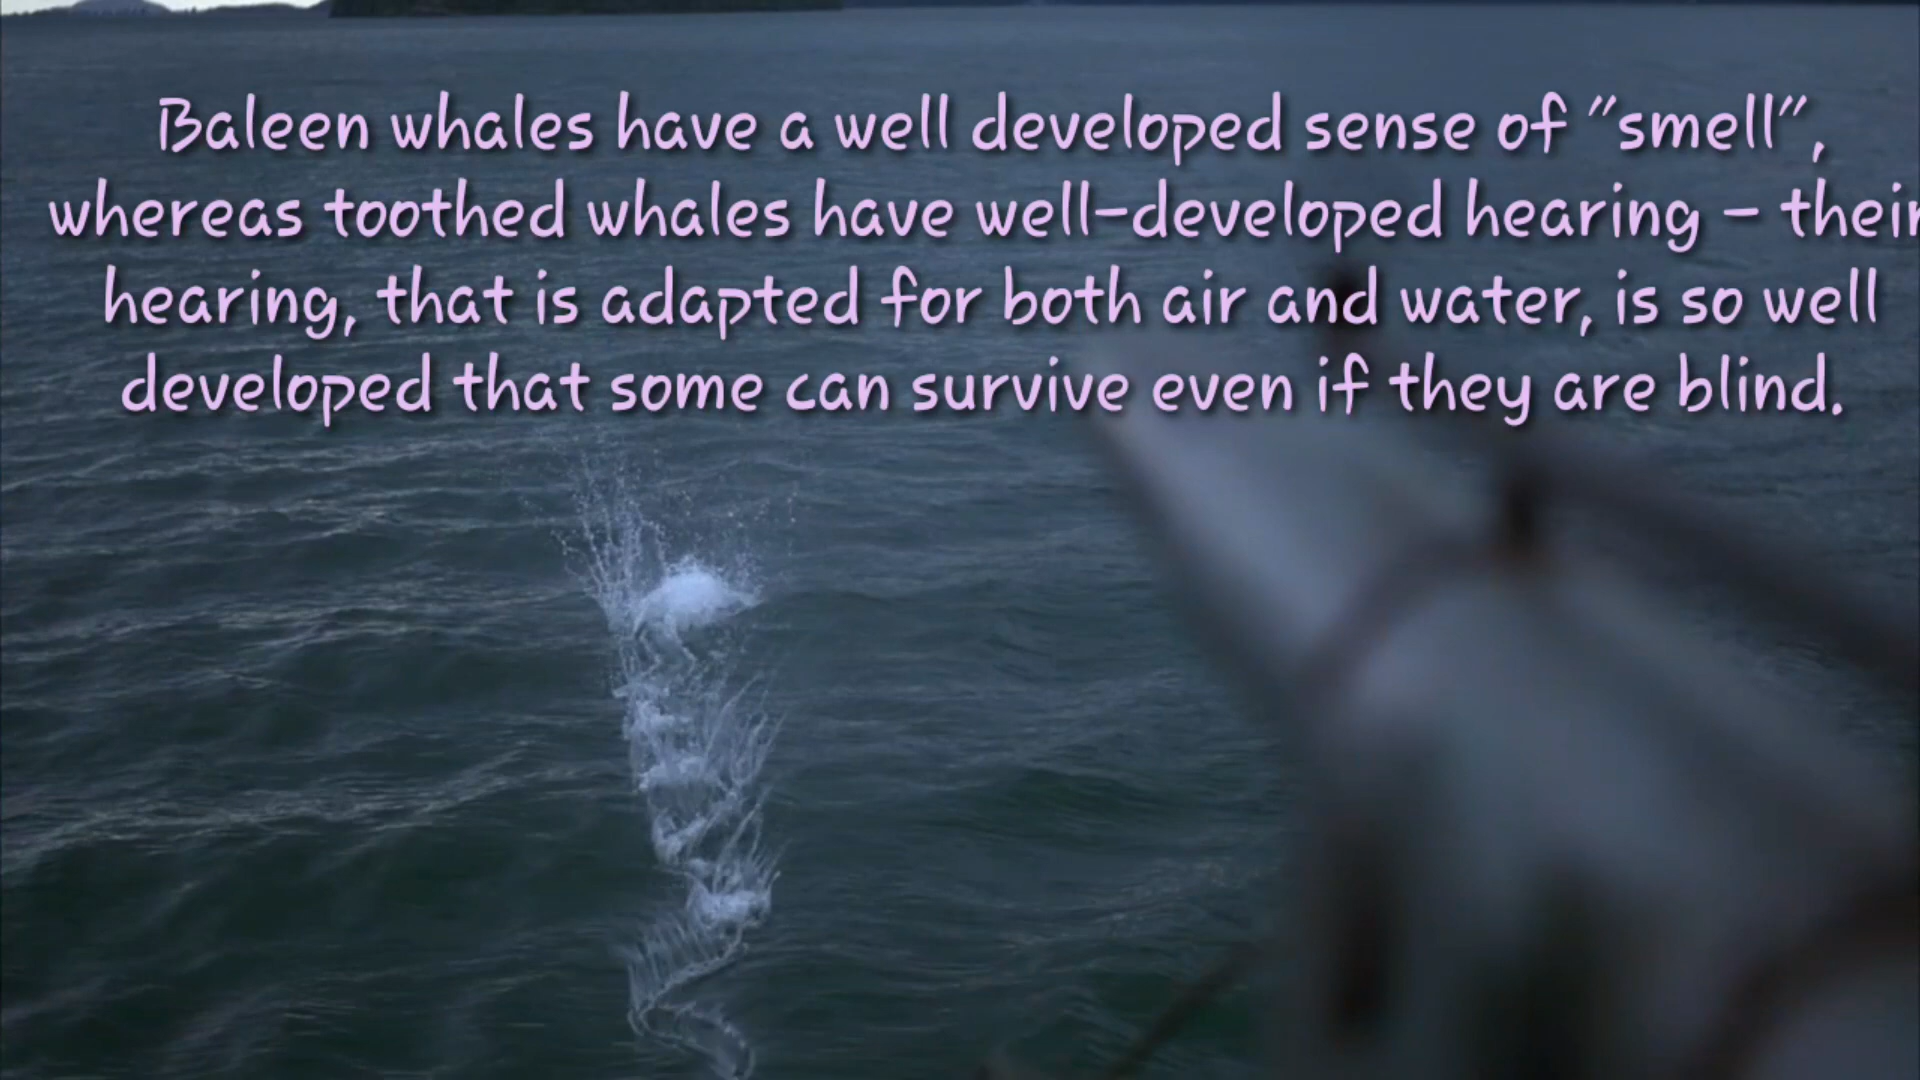 Baleen whales have a well developed sense of "smell",
whereas toothed whales have well-developed hearing - their
hearing, that is adapted for both air and water, is so well
developed that some can survive even if they are blind.